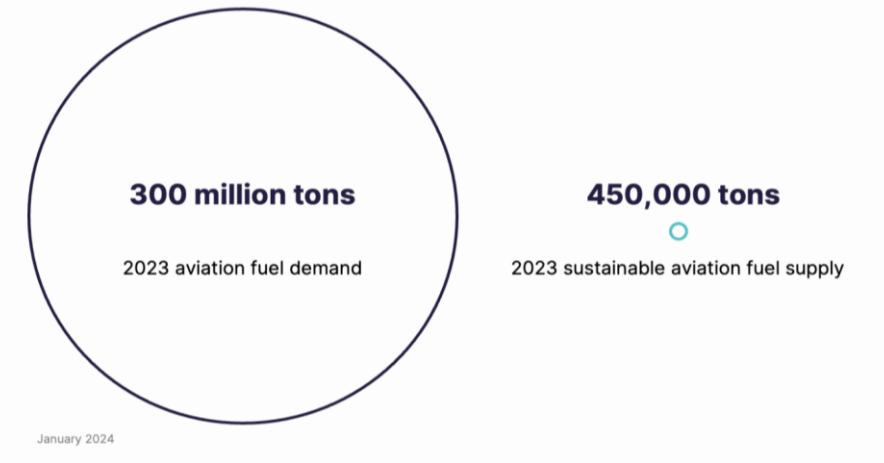 300 million tons
2023 aviation fuel demand
450,000 tons
2023 sustainable aviation fuel supply
January 2024